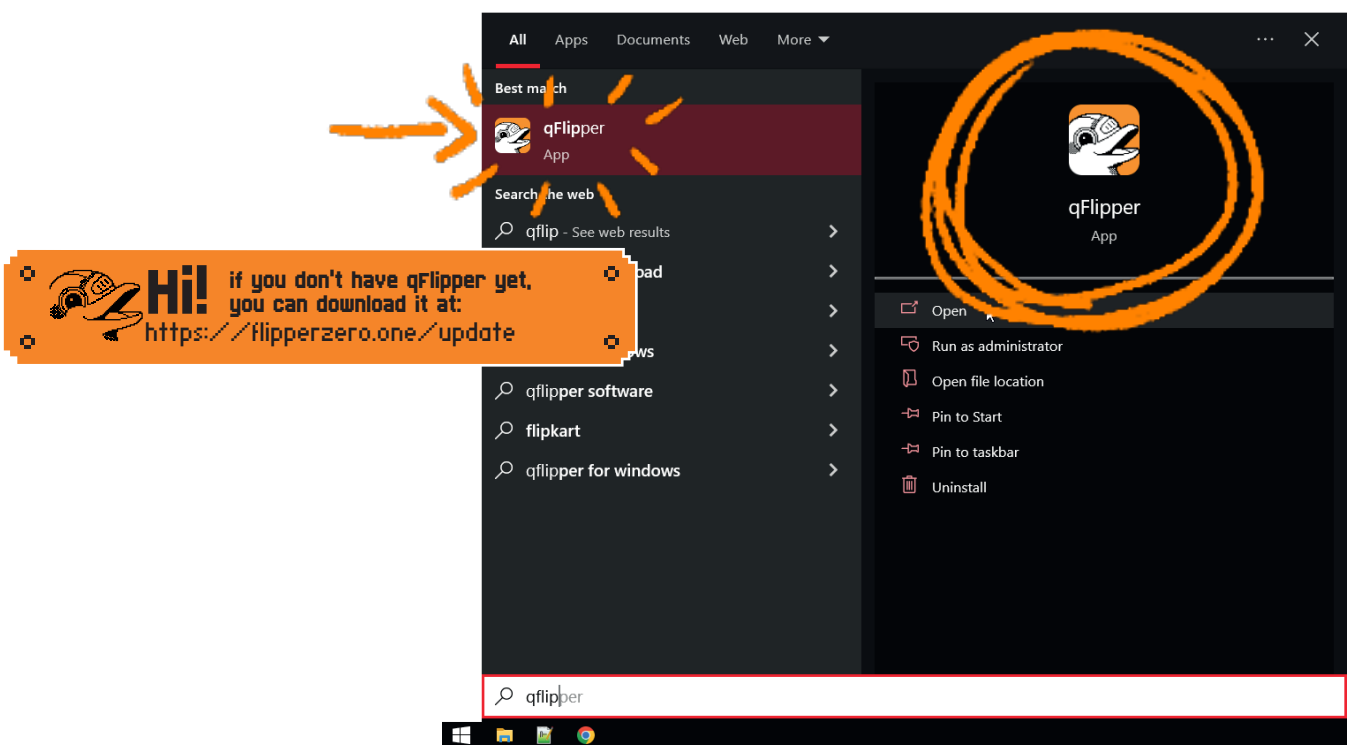 All Apps Documents Web More
Best match
qFlipper
App
Search the web
qflip - See web results
qflipper software
flipkart
qflipper for windows
qflipper
Hi! if you don't have qFlipper yet,
you can download it at:
https://flipperzero.one/update
qFlipper
App
Open
Run as administrator
Open file location
Pin to Start
Pin to taskbar
Uninstall